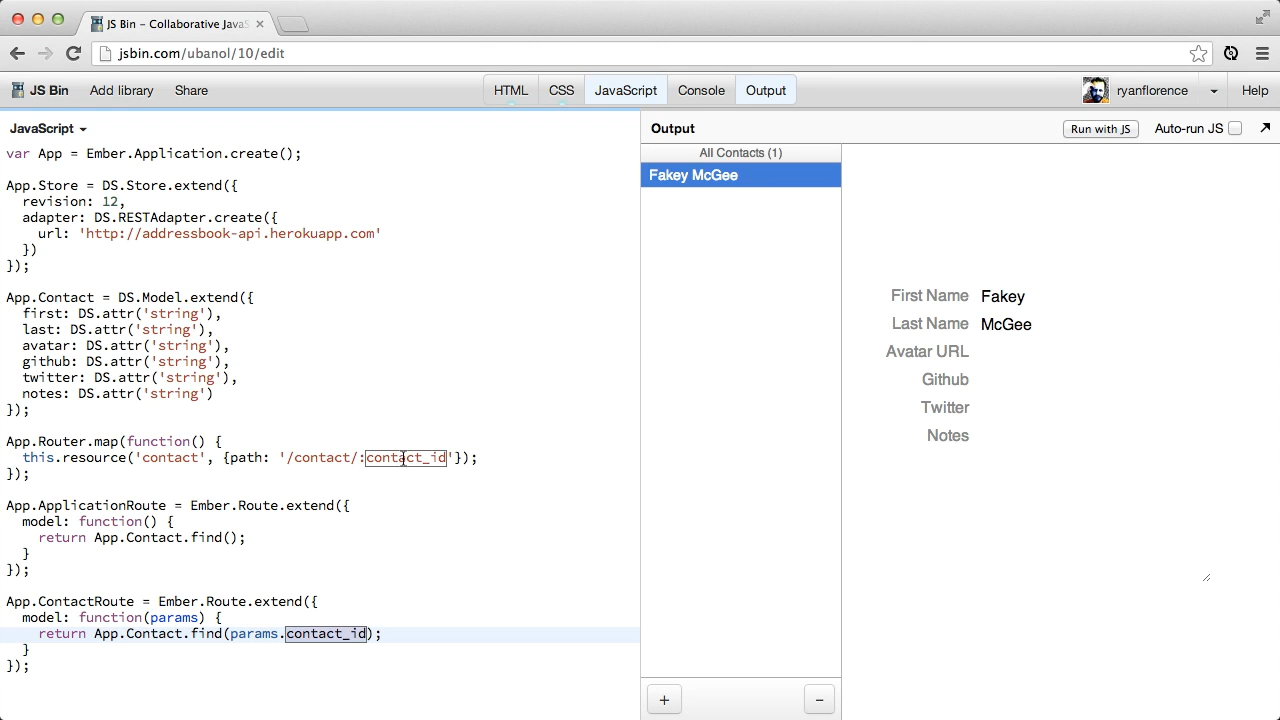 JS Bin - Collaborative JavaS
jsbin.com/ubanol/10/edit
JS Bin Add library Share HTML CSS JavaScript Console Output ryanflorence Help
JavaScript
Output Run with JS Auto-run JS
var App = Ember.Application.create();
App.Store = DS.Store.extend({
revision: 12,
adapter: DS.RESTAdapter.create({
url: 'http://addressbook-api.herokuapp.com'
})
});
App.Contact = DS.Model.extend({
first: DS.attr('string'),
last: DS.attr('string'),
avatar: DS.attr('string'),
github: DS.attr('string'),
twitter: DS.attr('string'),
notes: DS.attr('string')
});
App.Router.map(function() {
this.resource('contact', {path: '/contact/:contact_id'});
});
App.ApplicationRoute = Ember.Route.extend({
model: function() {
return App.Contact.find();
}
});
App.ContactRoute = Ember.Route.extend({
model: function(params) {
return App.Contact.find(params.contact_id);
}
});
All Contacts (1)
Fakey McGee
First Name Fakey
Last Name McGee
Avatar URL
Github
Twitter
Notes
+ −